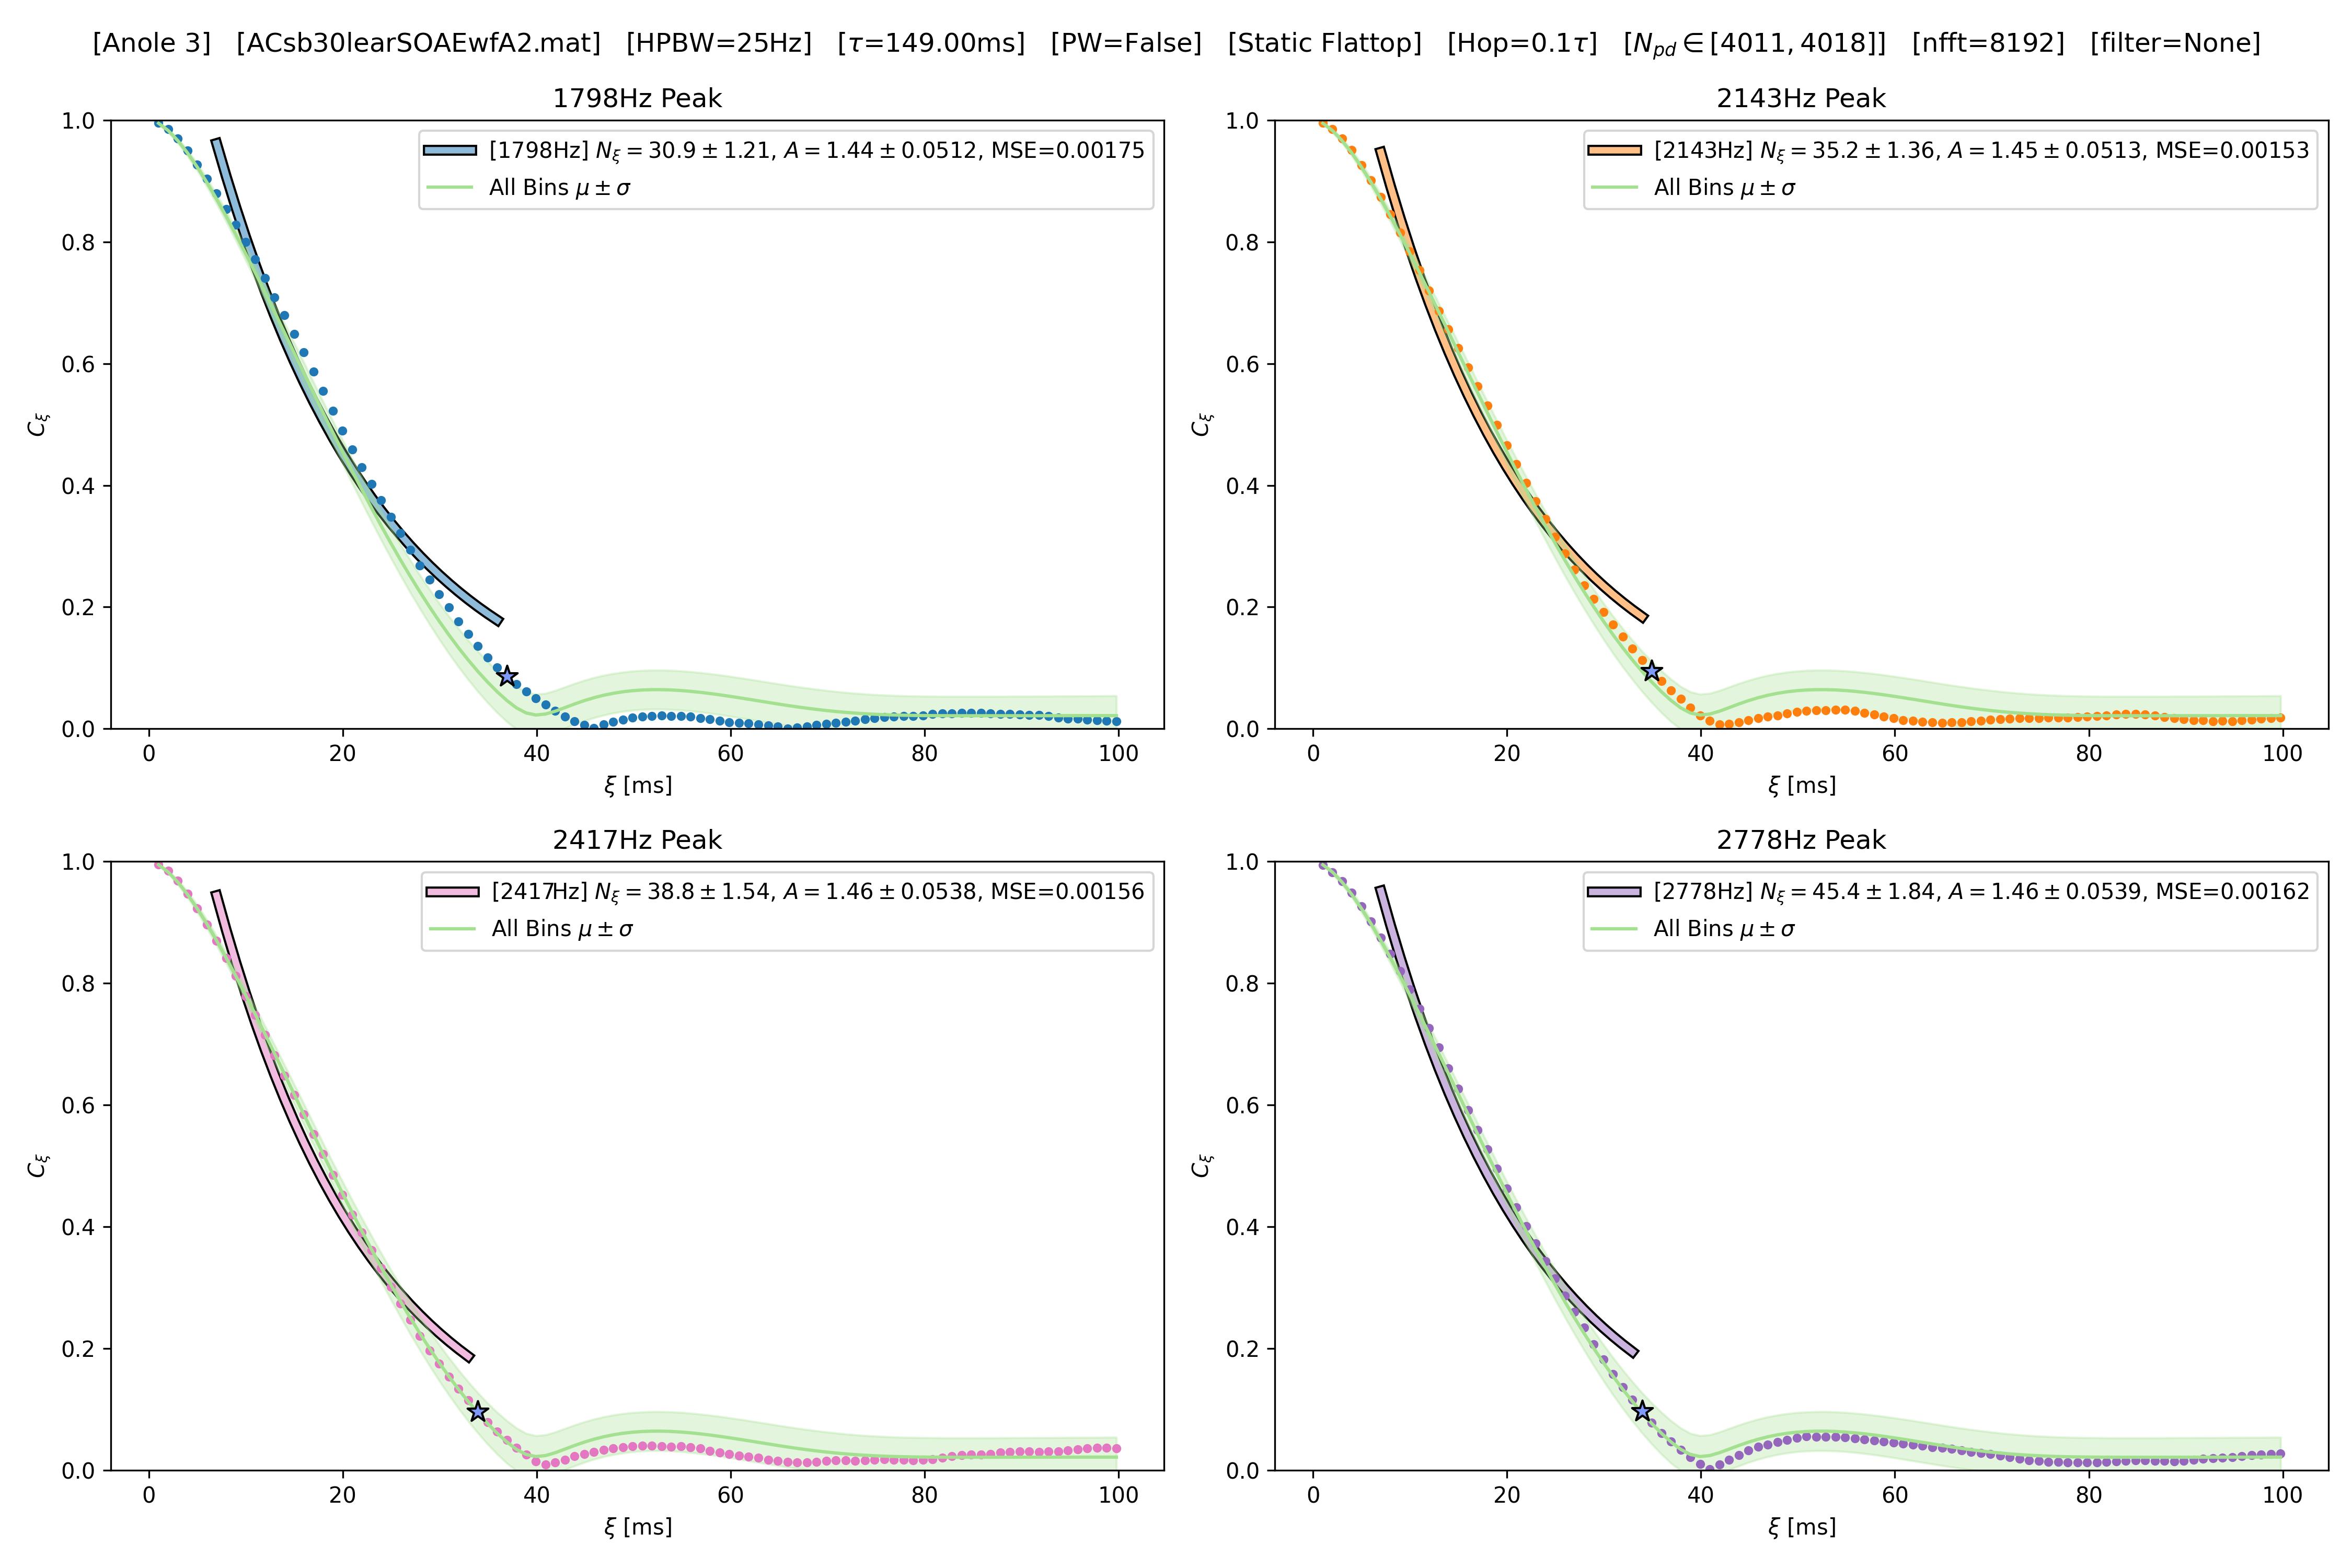 [Anole 3] [ACsb30learSOAEwfA2.mat] [HPBW=25Hz] [τ=149.00ms] [PW=False] [Static Flattop] [Hop=0.1τ] [N_pd ∈ [4011, 4018]] [nfft=8192] [filter=None]
1798Hz Peak
[1798Hz] N_ξ = 30.9 ± 1.21, A = 1.44 ± 0.0512, MSE=0.00175
All Bins μ ± σ
1.0
0.8
0.6
0.4
0.2
0.0
C_ξ
0 20 40 60 80 100
ξ [ms]
2143Hz Peak
[2143Hz] N_ξ = 35.2 ± 1.36, A = 1.45 ± 0.0513, MSE=0.00153
All Bins μ ± σ
1.0
0.8
0.6
0.4
0.2
0.0
C_ξ
0 20 40 60 80 100
ξ [ms]
2417Hz Peak
[2417Hz] N_ξ = 38.8 ± 1.54, A = 1.46 ± 0.0538, MSE=0.00156
All Bins μ ± σ
1.0
0.8
0.6
0.4
0.2
0.0
C_ξ
0 20 40 60 80 100
ξ [ms]
2778Hz Peak
[2778Hz] N_ξ = 45.4 ± 1.84, A = 1.46 ± 0.0539, MSE=0.00162
All Bins μ ± σ
1.0
0.8
0.6
0.4
0.2
0.0
C_ξ
0 20 40 60 80 100
ξ [ms]